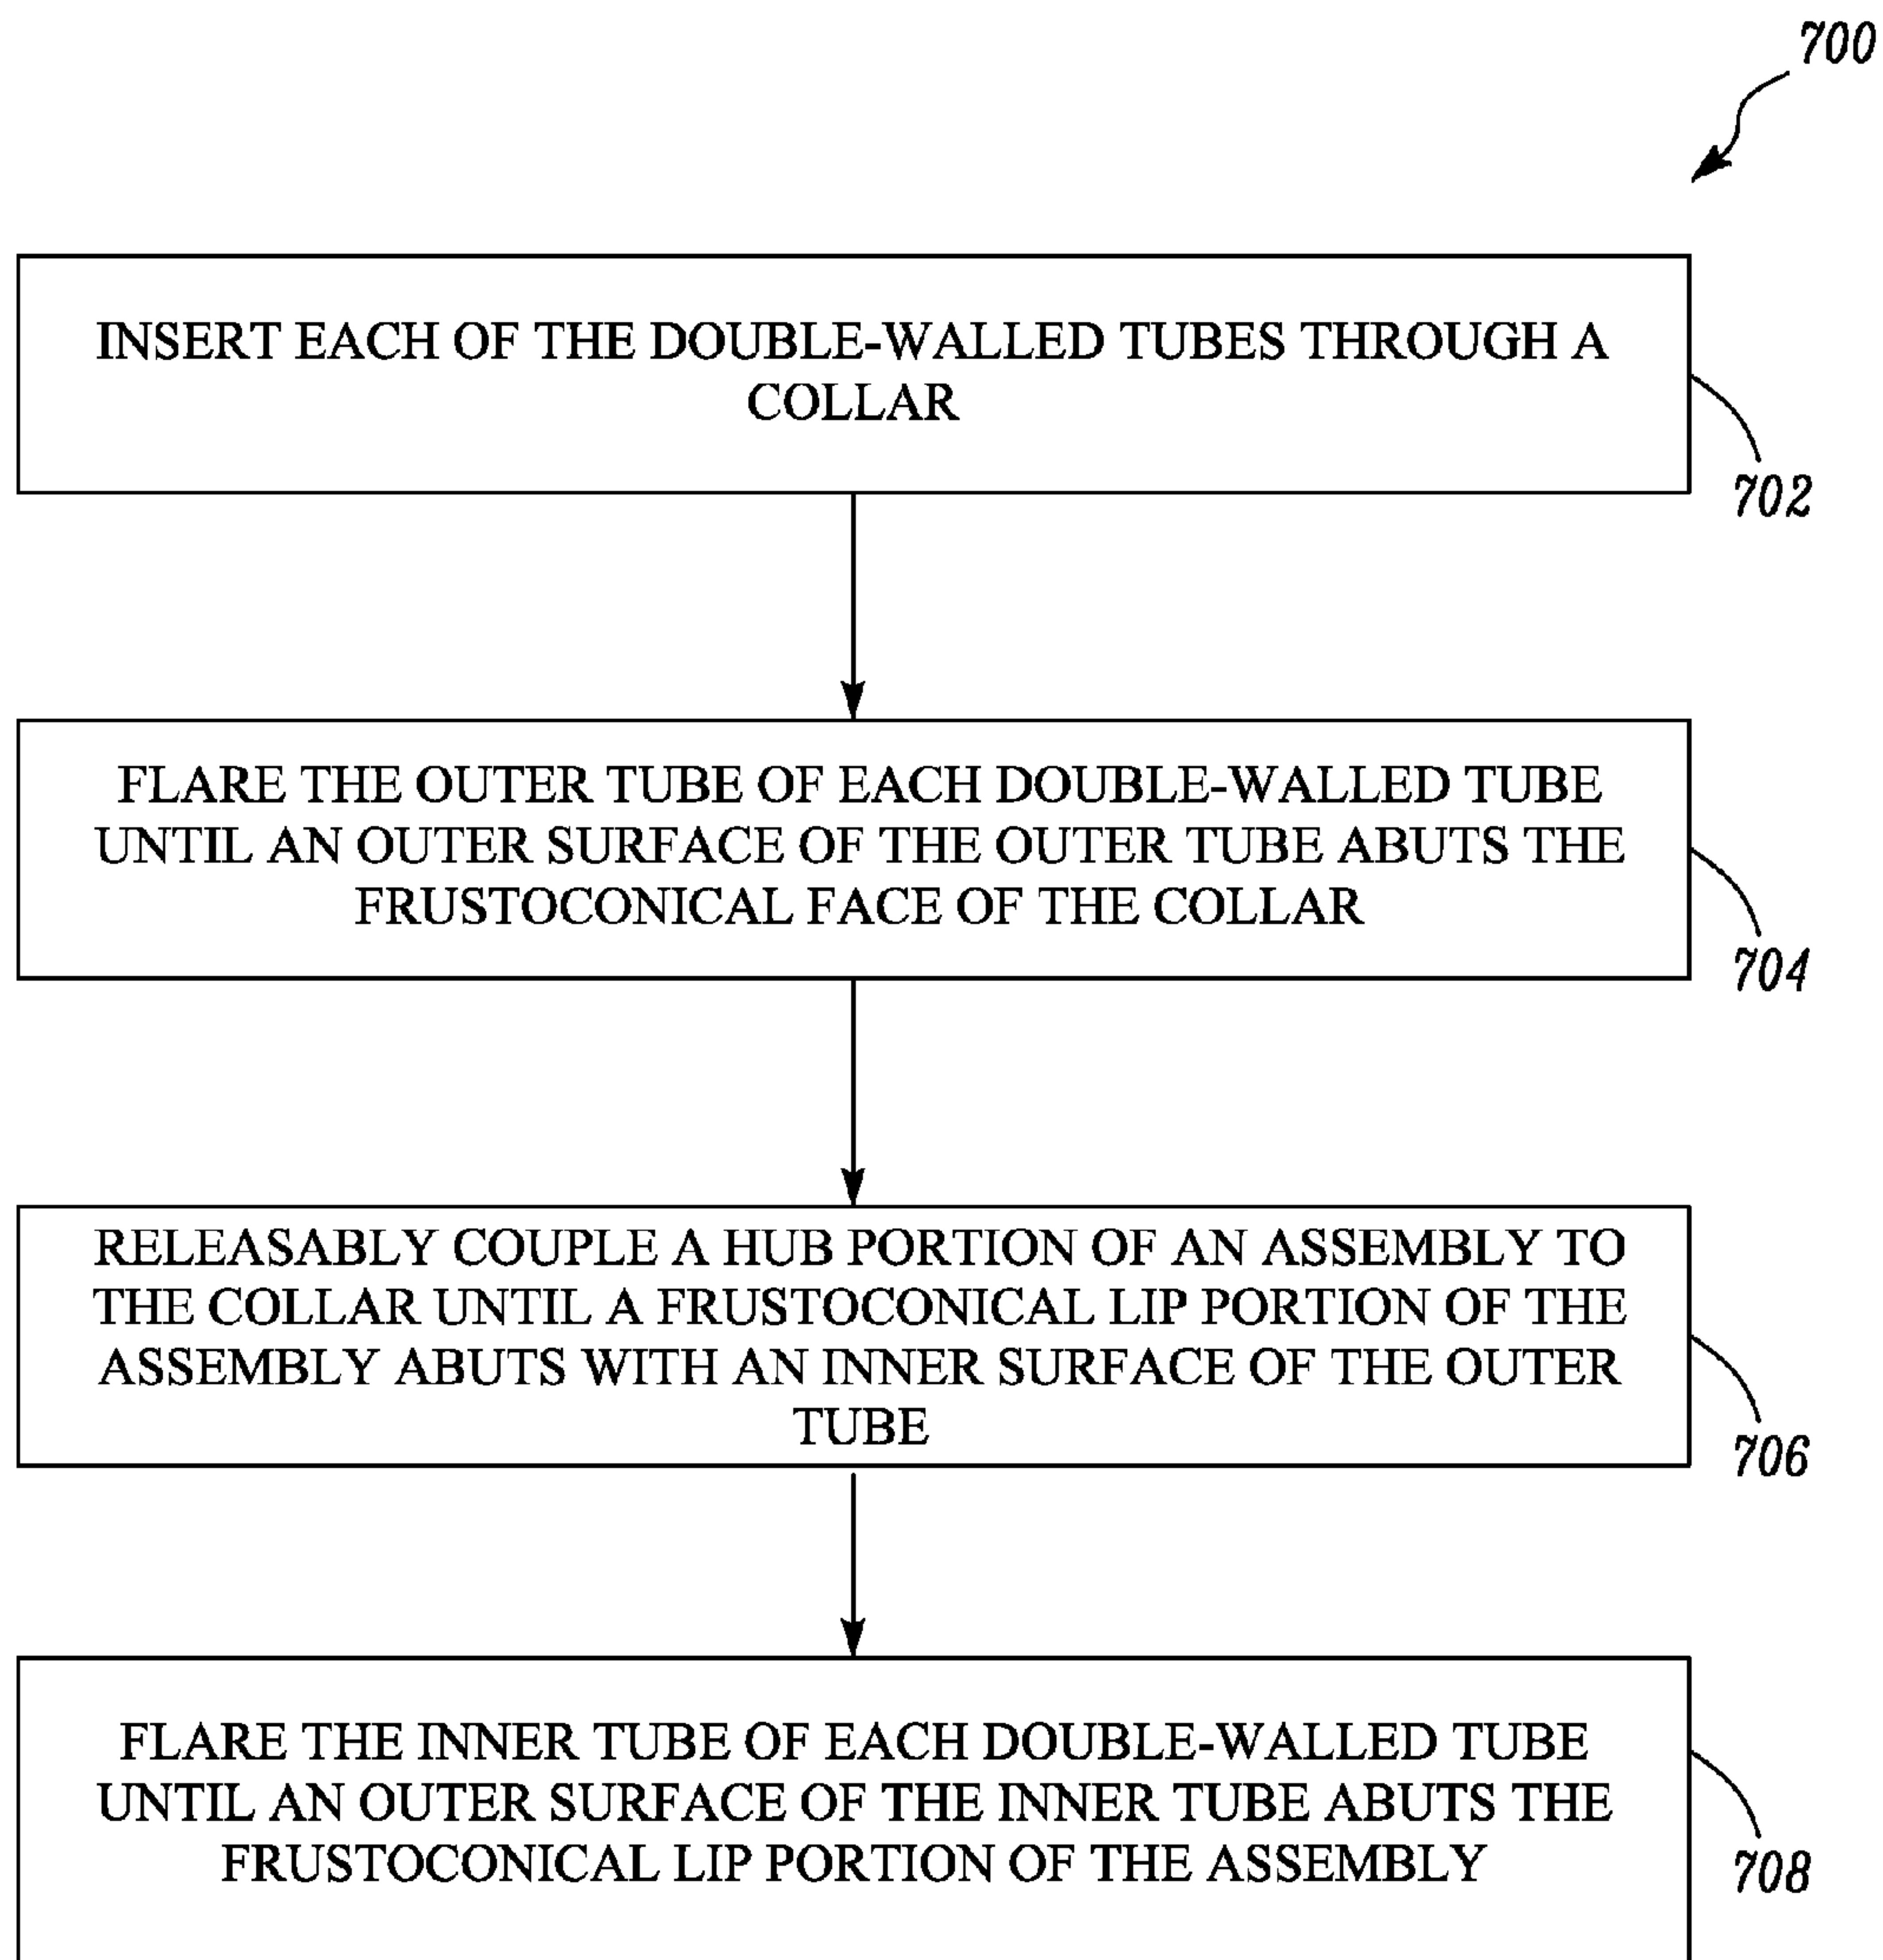 700
INSERT EACH OF THE DOUBLE-WALLED TUBES THROUGH A
COLLAR
702
FLARE THE OUTER TUBE OF EACH DOUBLE-WALLED TUBE
UNTIL AN OUTER SURFACE OF THE OUTER TUBE ABUTS THE
FRUSTOCONICAL FACE OF THE COLLAR
704
RELEASABLY COUPLE A HUB PORTION OF AN ASSEMBLY TO
THE COLLAR UNTIL A FRUSTOCONICAL LIP PORTION OF THE
ASSEMBLY ABUTS WITH AN INNER SURFACE OF THE OUTER
TUBE
706
FLARE THE INNER TUBE OF EACH DOUBLE-WALLED TUBE
UNTIL AN OUTER SURFACE OF THE INNER TUBE ABUTS THE
FRUSTOCONICAL LIP PORTION OF THE ASSEMBLY
708